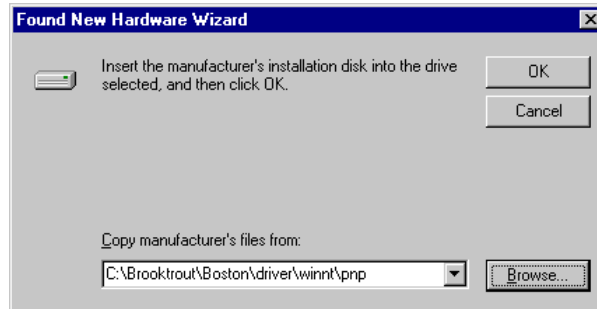 Found New Hardware Wizard
Insert the manufacturer's installation disk into the drive
selected, and then click OK.
OK
Cancel
Copy manufacturer's files from:
C:\Brooktrout\Boston\driver\winnt\pnp
Browse...